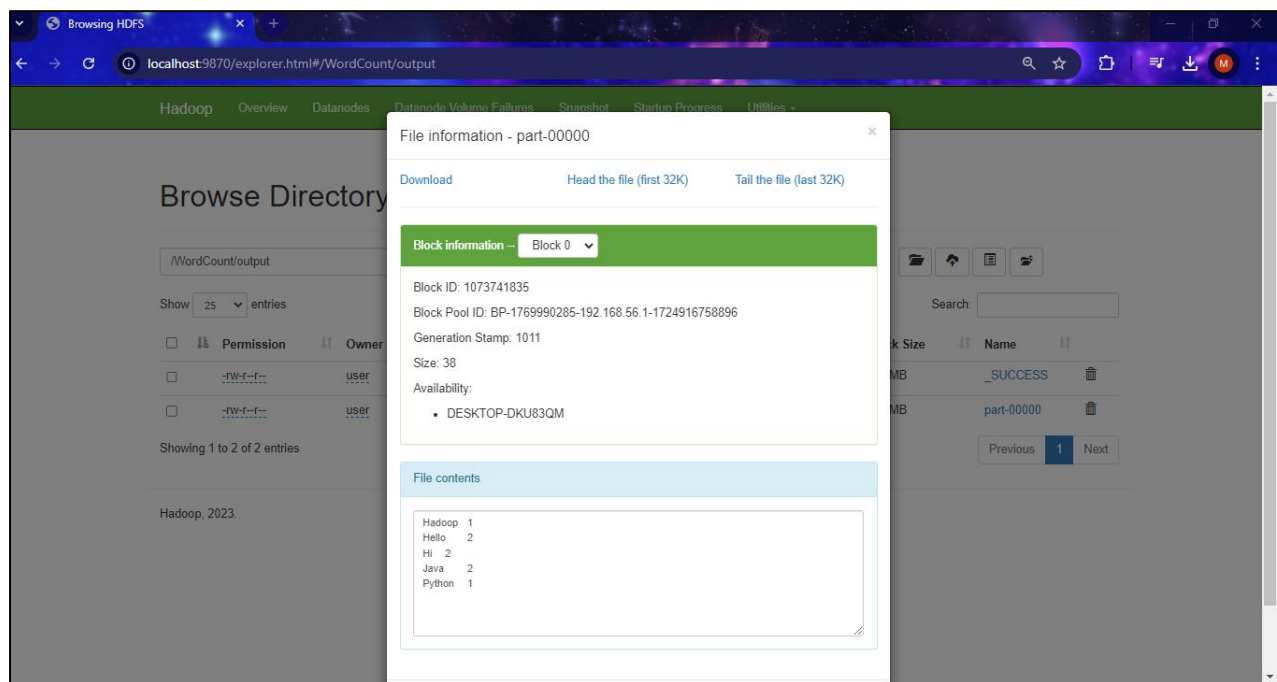 Browsing HDFS
localhost:9870/explorer.html#/WordCount/output
M
Hadoop Overview Datanodes Datanode Volume Failures Snapshot Startup Progress Utilities
File information - part-00000 ×
Download Head the file (first 32K) Tail the file (last 32K)
Browse Directory
Block information -- Block 0
/WordCount/output
Block ID: 1073741835
Show 25 entries
Search:
Block Pool ID: BP-1769990285-192.168.56.1-1724916758896
Generation Stamp: 1011
Permission Owner
ck Size Name
Size: 38
-rw-r--r-- user
MB _SUCCESS
Availability:
DESKTOP-DKU83QM
-rw-r--r-- user
MB part-00000
Showing 1 to 2 of 2 entries
Previous 1 Next
File contents
Hadoop, 2023.
Hadoop 1
Hello 2
Hi 2
Java 2
Python 1